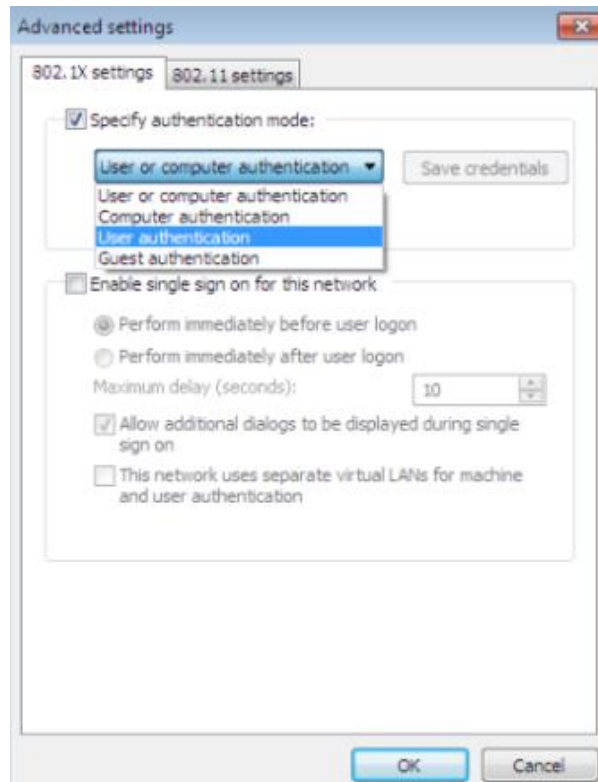 Advanced settings
802.1X settings
802.11 settings
Specify authentication mode:
User or computer authentication
Save credentials
User or computer authentication
Computer authentication
User authentication
Guest authentication
Enable single sign on for this network
Perform immediately before user logon
Perform immediately after user logon
Maximum delay (seconds):
10
Allow additional dialogs to be displayed during single
sign on
This network uses separate virtual LANs for machine
and user authentication
OK
Cancel